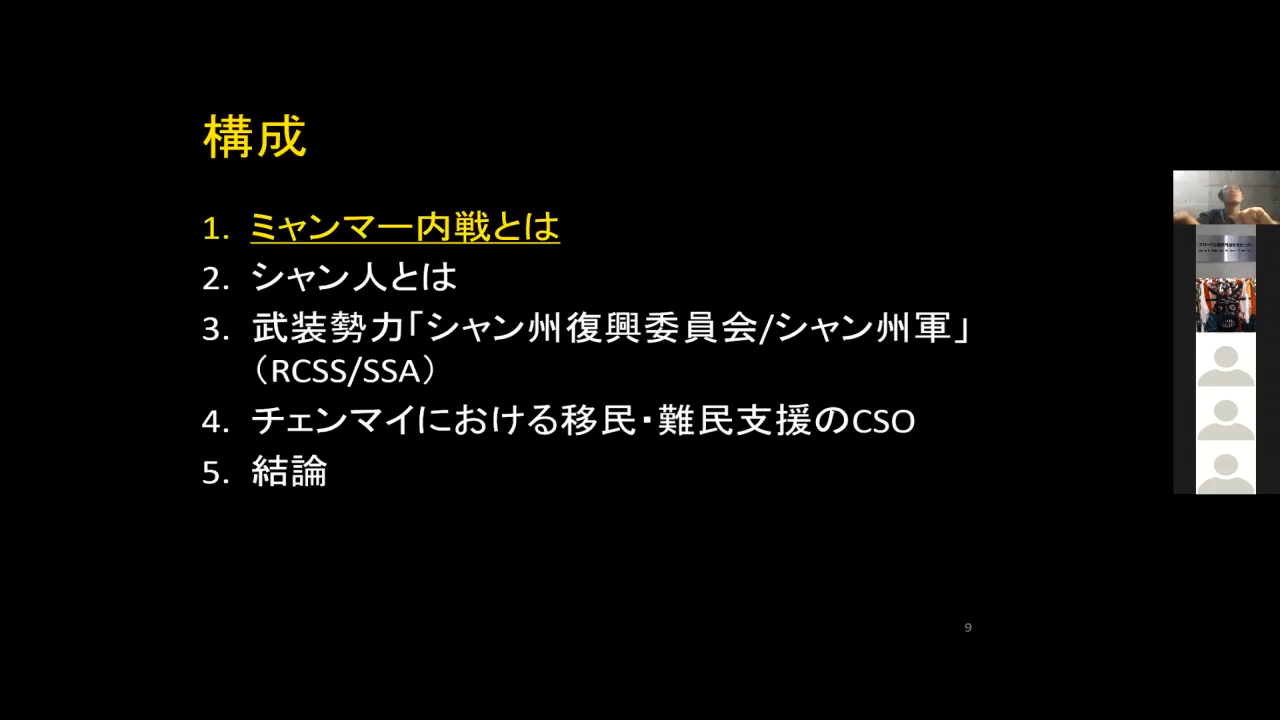 構成
1. ミャンマー内戦とは
2. シャン人とは
3. 武装勢力「シャン州復興委員会/シャン州軍」
（RCSS/SSA）
4. チェンマイにおける移民・難民支援のCSO
5. 結論
9